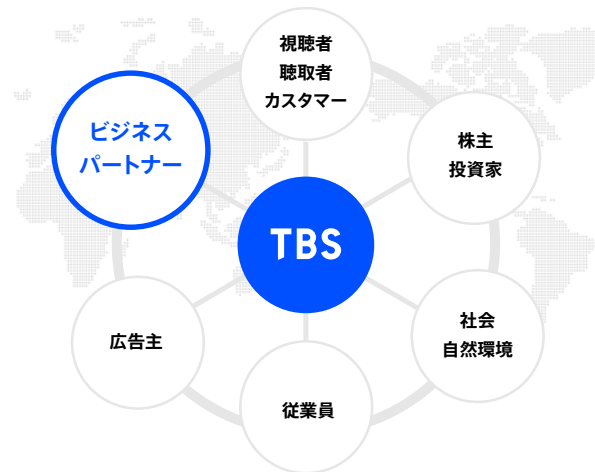 視聴者
聴取者
カスタマー
ビジネス
パートナー
株主
投資家
TBS
広告主
社会
自然環境
従業員